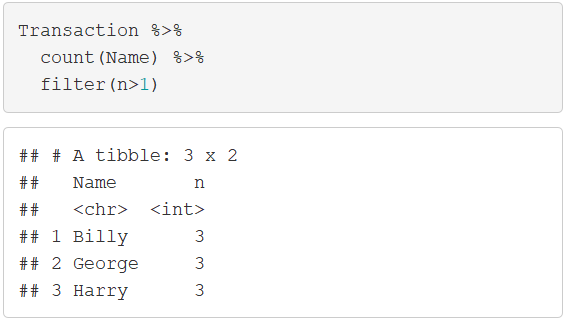 Transaction %>%
  count(Name) %>%
  filter(n>1)
## # A tibble: 3 x 2
##   Name       n
##   <chr>  <int>
## 1 Billy      3
## 2 George     3
## 3 Harry      3